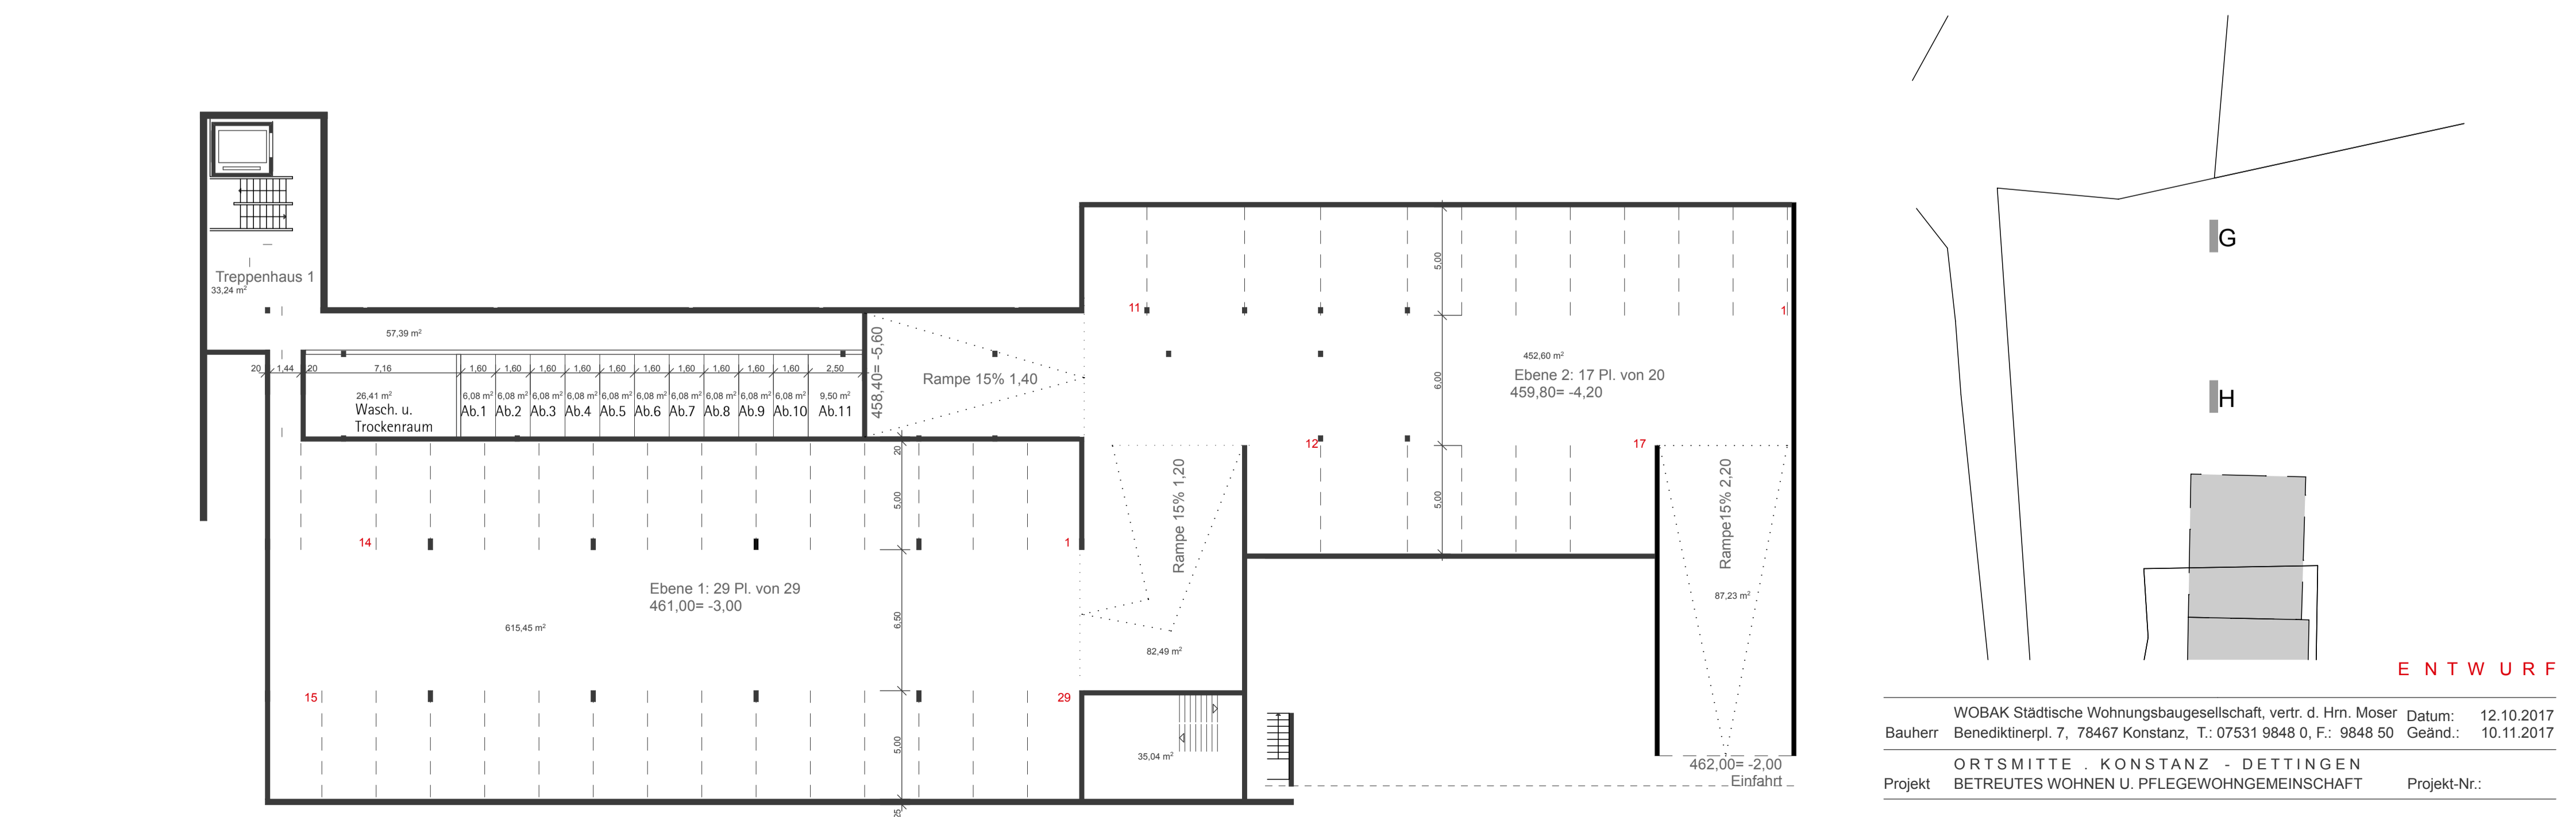 Treppenhaus 1
33,24 m²
57,39 m²
20
1,44
20
7,16
1,60
1,60
1,60
1,60
1,60
1,60
1,60
1,60
1,60
1,60
2,50
26,41 m²
Wasch. u.
Trockenraum
6,08 m²
6,08 m²
6,08 m²
6,08 m²
6,08 m²
6,08 m²
6,08 m²
6,08 m²
6,08 m²
6,08 m²
9,50 m²
Ab.1
Ab.2
Ab.3
Ab.4
Ab.5
Ab.6
Ab.7
Ab.8
Ab.9
Ab.10
Ab.11
458,40= -5,60
Rampe 15% 1,40
11
1
5,00
6,00
5,00
452,60 m²
Ebene 2: 17 Pl. von 20
459,80= -4,20
12
17
Rampe 15% 1,20
Rampe15% 2,20
87,23 m²
20
5,00
14
1
Ebene 1: 29 Pl. von 29
461,00= -3,00
6,50
615,45 m²
82,49 m²
15
29
5,00
35,04 m²
25
462,00= -2,00
Einfahrt
G
H
ENTWURF
WOBAK Städtische Wohnungsbaugesellschaft, vertr. d. Hrn. Moser Datum: 12.10.2017
Bauherr Benediktinerpl. 7, 78467 Konstanz, T.: 07531 9848 0, F.: 9848 50 Geänd.: 10.11.2017
ORTSMITTE . KONSTANZ - DETTINGEN
Projekt BETREUTES WOHNEN U. PFLEGEWOHNGEMEINSCHAFT Projekt-Nr.: